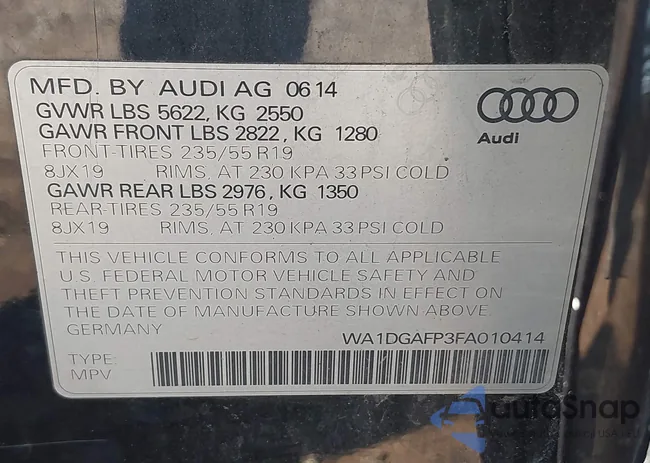 MFD. BY AUDI AG 06 14
GVWR LBS 5622, KG 2550
GAWR FRONT LBS 2822, KG 1280
FRONT-TIRES 235/55 R19
8JX19 RIMS, AT 230 KPA 33 PSI COLD
GAWR REAR LBS 2976, KG 1350
REAR-TIRES 235/55 R19
8JX19 RIMS, AT 230 KPA 33 PSI COLD
Audi
THIS VEHICLE CONFORMS TO ALL APPLICABLE
U.S. FEDERAL MOTOR VEHICLE SAFETY AND
THEFT PREVENTION STANDARDS IN EFFECT ON
THE DATE OF MANUFACTURE SHOWN ABOVE.
GERMANY
WA1DGAFP3FA010414
TYPE:
MPV
AutoSnap